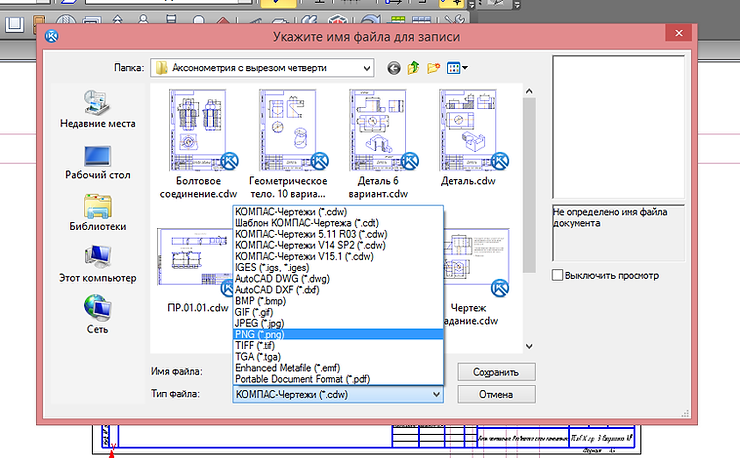 Укажите имя файла для записи
Папка:
Аксонометрия с вырезом четверти
Недавние места
Рабочий стол
Библиотеки
Этот компьютер
Сеть
Болтовое
соединение.cdw
Геометрическое
тело. 10 вариа...
Деталь 6
вариант.cdw
Деталь.cdw
ПР.01.01.cdw
Чертеж
адание.cdw
КОМПАС-Чертежи (*.cdw)
Шаблон КОМПАС-Чертежа (*.cdt)
КОМПАС-Чертежи 5.11 R03 (*.cdw)
КОМПАС-Чертежи V14 SP2 (*.cdw)
КОМПАС-Чертежи V15.1 (*.cdw)
IGES (*.igs, *.iges)
AutoCAD DWG (*.dwg)
AutoCAD DXF (*.dxf)
BMP (*.bmp)
GIF (*.gif)
JPEG (*.jpg)
PNG (*.png)
TIFF (*.tif)
TGA (*.tga)
Enhanced Metafile (*.emf)
Portable Document Format (*.pdf)
Имя файла:
Тип файла:
КОМПАС-Чертежи (*.cdw)
Сохранить
Отмена
Не определено имя файла
документа
Выключить просмотр
Формат А4